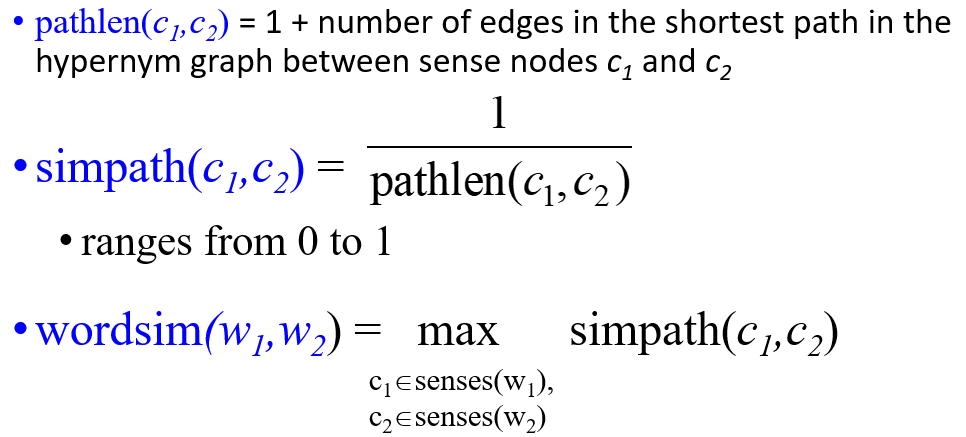 • pathlen(c₁,c₂) = 1 + number of edges in the shortest path in the
hypernym graph between sense nodes c₁ and c₂
1
• simpath(c₁,c₂) =
pathlen(c₁, c₂)
• ranges from 0 to 1
• wordsim(w₁,w₂) = max simpath(c₁,c₂)
c₁∈senses(w₁),
c₂∈senses(w₂)